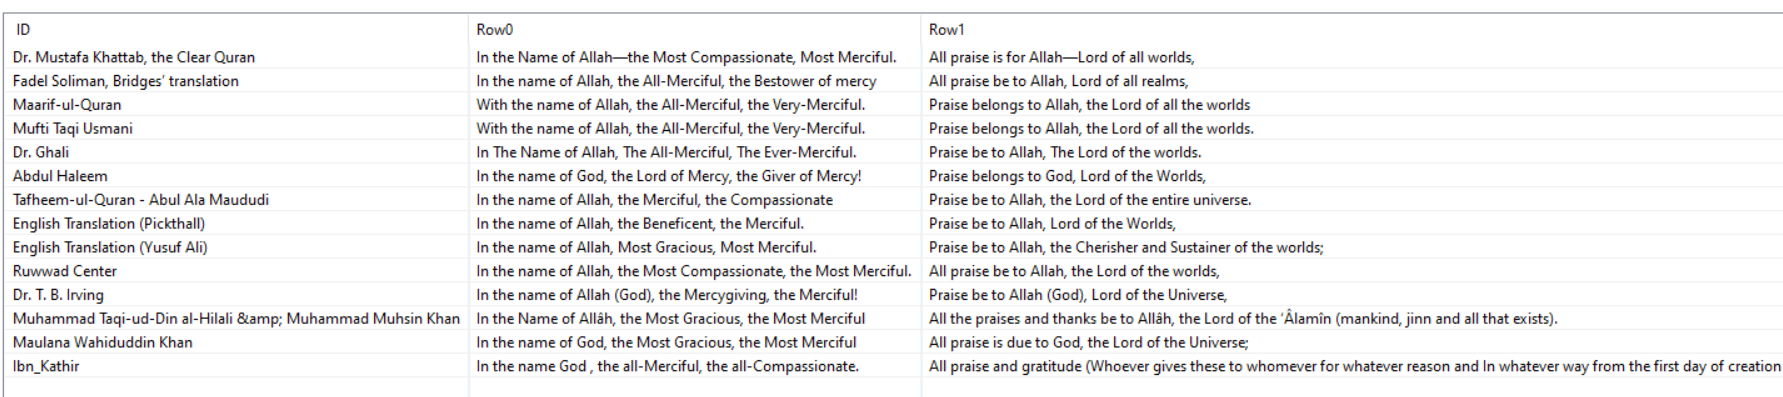 ID Row0 Row1
Dr. Mustafa Khattab, the Clear Quran In the Name of Allah—the Most Compassionate, Most Merciful. All praise is for Allah—Lord of all worlds,
Fadel Soliman, Bridges’ translation In the name of Allah, the All-Merciful, the Bestower of mercy All praise be to Allah, Lord of all realms,
Maarif-ul-Quran With the name of Allah, the All-Merciful, the Very-Merciful. Praise belongs to Allah, the Lord of all the worlds
Mufti Taqi Usmani With the name of Allah, the All-Merciful, the Very-Merciful. Praise belongs to Allah, the Lord of all the worlds.
Dr. Ghali In The Name of Allah, The All-Merciful, The Ever-Merciful. Praise be to Allah, The Lord of the worlds.
Abdul Haleem In the name of God, the Lord of Mercy, the Giver of Mercy! Praise belongs to God, Lord of the Worlds,
Tafheem-ul-Quran - Abul Ala Maududi In the name of Allah, the Merciful, the Compassionate Praise be to Allah, the Lord of the entire universe.
English Translation (Pickthall) In the name of Allah, the Beneficent, the Merciful. Praise be to Allah, Lord of the Worlds,
English Translation (Yusuf Ali) In the name of Allah, Most Gracious, Most Merciful. Praise be to Allah, the Cherisher and Sustainer of the worlds;
Ruwwad Center In the name of Allah, the Most Compassionate, the Most Merciful. All praise be to Allah, the Lord of the worlds,
Dr. T. B. Irving In the name of Allah (God), the Mercygiving, the Merciful! Praise be to Allah (God), Lord of the Universe,
Muhammad Taqi-ud-Din al-Hilali &amp; Muhammad Muhsin Khan In the Name of Allâh, the Most Gracious, the Most Merciful All the praises and thanks be to Allâh, the Lord of the ‘Âlamîn (mankind, jinn and all that exists).
Maulana Wahiduddin Khan In the name of God, the Most Gracious, the Most Merciful All praise is due to God, the Lord of the Universe;
Ibn_Kathir In the name God , the all-Merciful, the all-Compassionate. All praise and gratitude (Whoever gives these to whomever for whatever reason and In whatever way from the first day of creation